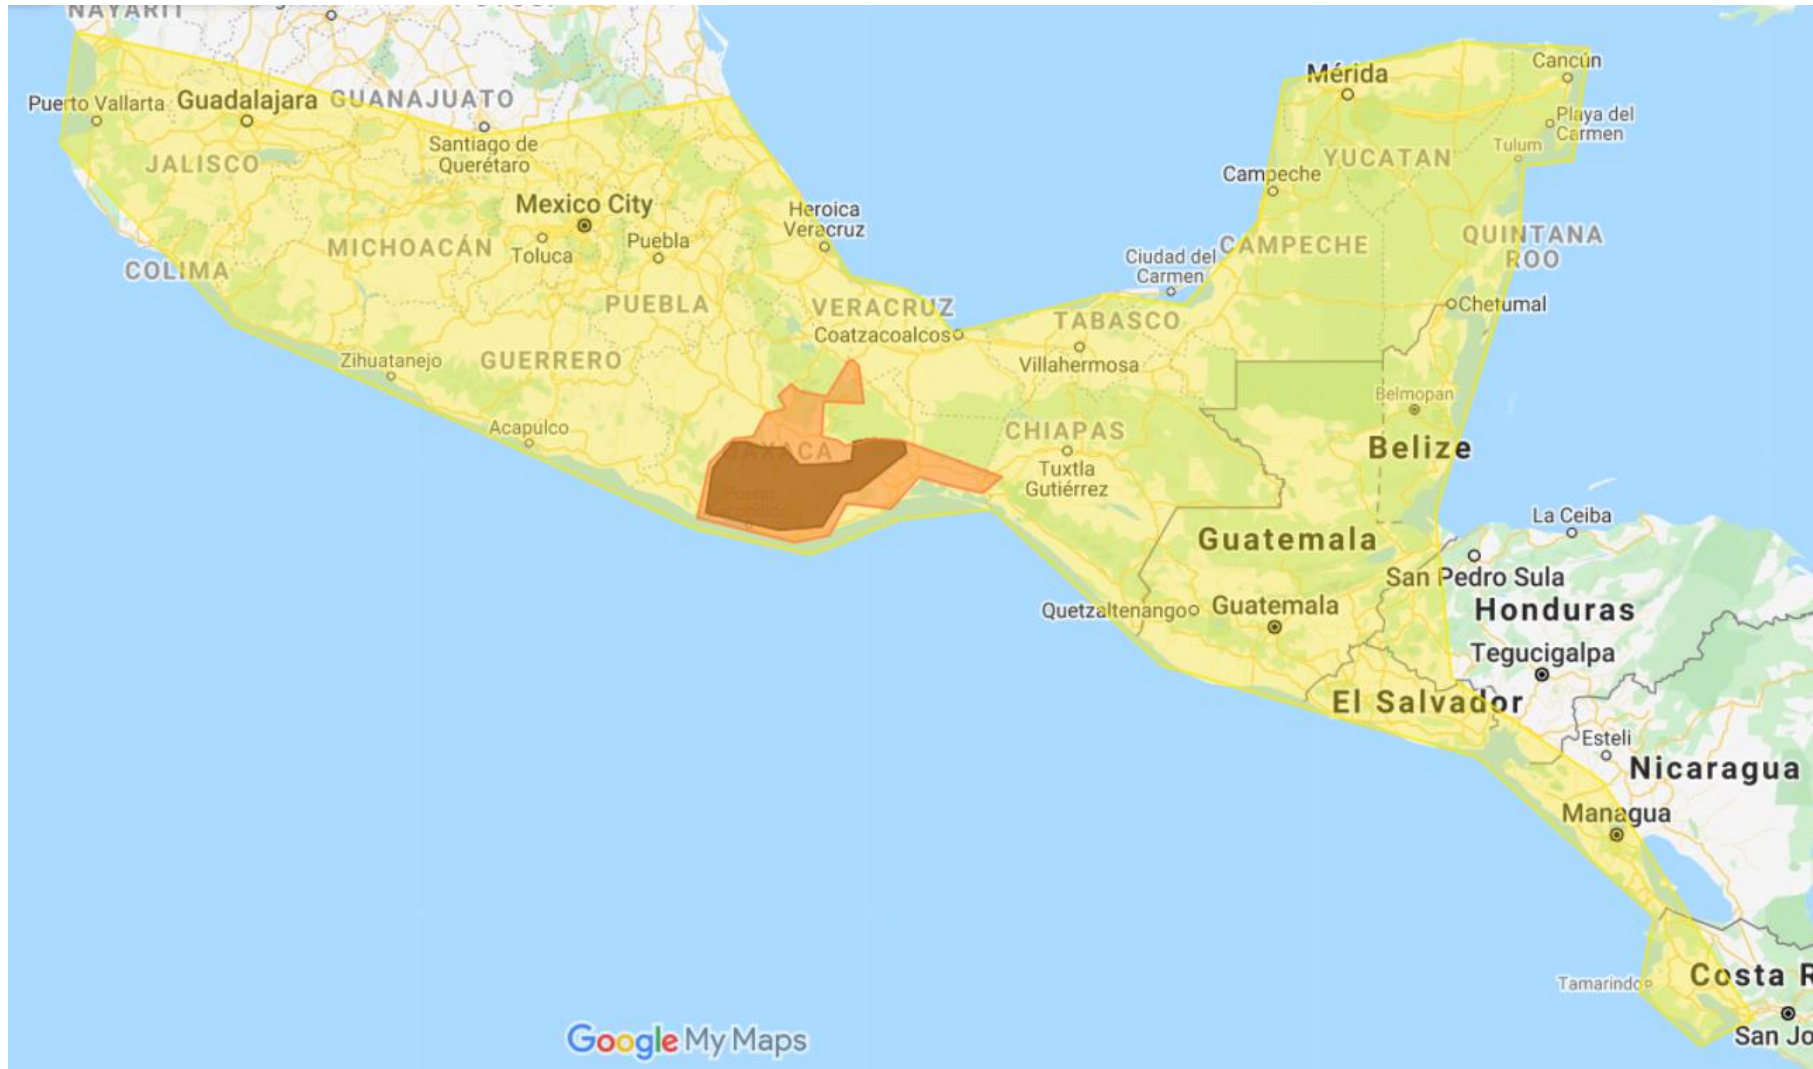 NAYARIT
Puerto Vallarta
Guadalajara
GUANAJUATO
Santiago de
Querétaro
JALISCO
Mexico City
Toluca
Puebla
MICHOACÁN
COLIMA
PUEBLA
Heroica
Veracruz
VERACRUZ
Coatzacoalcos
Zihuatanejo
GUERRERO
Acapulco
OAXACA
Puerto
Mérida
Cancún
Playa del
Carmen
Tulum
YUCATAN
Campeche
QUINTANA
ROO
CAMPECHE
Ciudad del
Carmen
Chetumal
TABASCO
Villahermosa
Belmopan
CHIAPAS
Belize
Tuxtla
Gutiérrez
La Ceiba
Guatemala
San Pedro Sula
Quetzaltenango
Guatemala
Honduras
Tegucigalpa
El Salvador
Esteli
Nicaragua
Managua
Tamarindo
Costa R
San Jo
Google My Maps